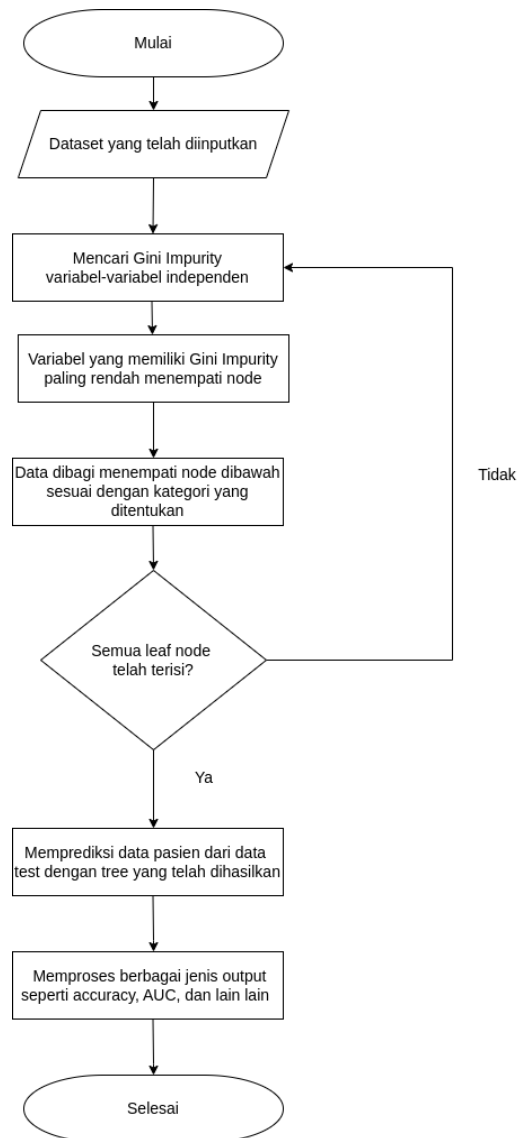 Mulai
Dataset yang telah diinputkan
Mencari Gini Impurity
variabel-variabel independen
Variabel yang memiliki Gini Impurity
paling rendah menempati node
Data dibagi menempati node dibawah
sesuai dengan kategori yang
ditentukan
Tidak
Semua leaf node
telah terisi?
Ya
Memprediksi data pasien dari data
test dengan tree yang telah dihasilkan
Memproses berbagai jenis output
seperti accuracy, AUC, dan lain lain
Selesai